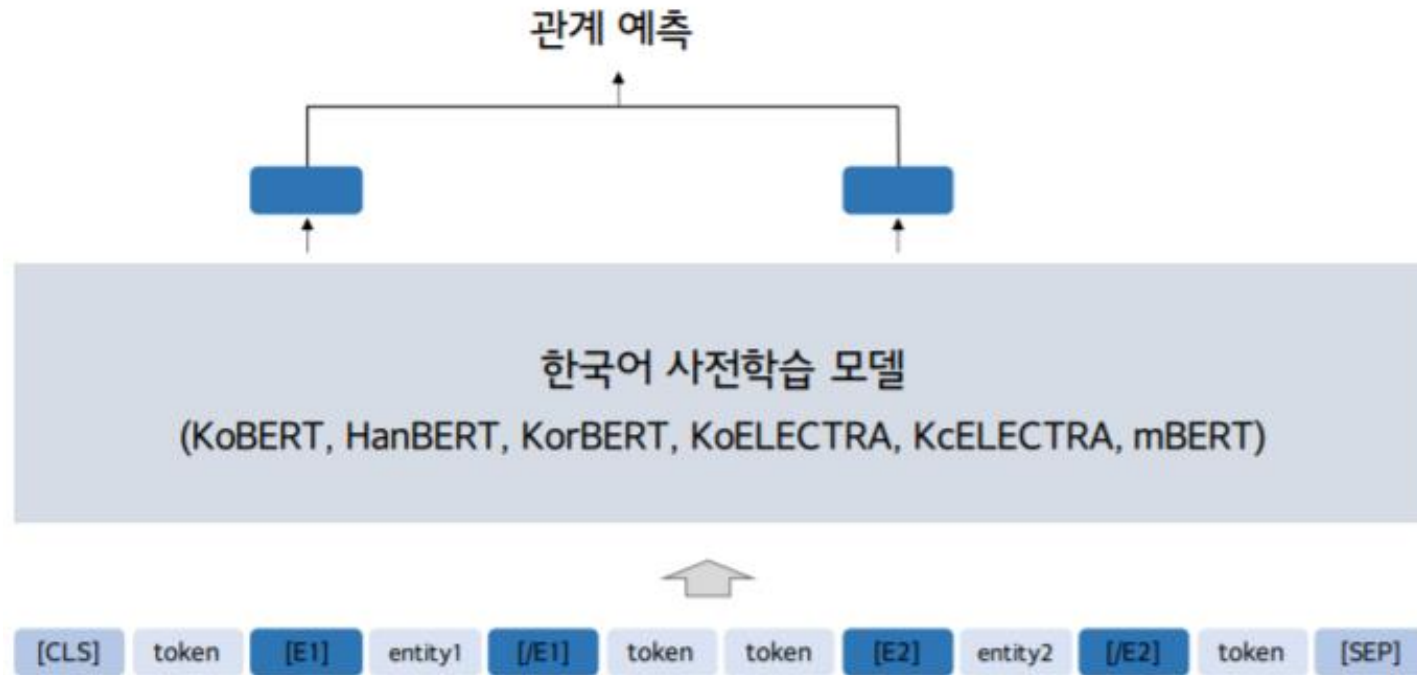 관계 예측
한국어 사전학습 모델
(KoBERT, HanBERT, KorBERT, KoELECTRA, KcELECTRA, mBERT)
[CLS] token [E1] entity1 [/E1] token token [E2] entity2 [/E2] token [SEP]